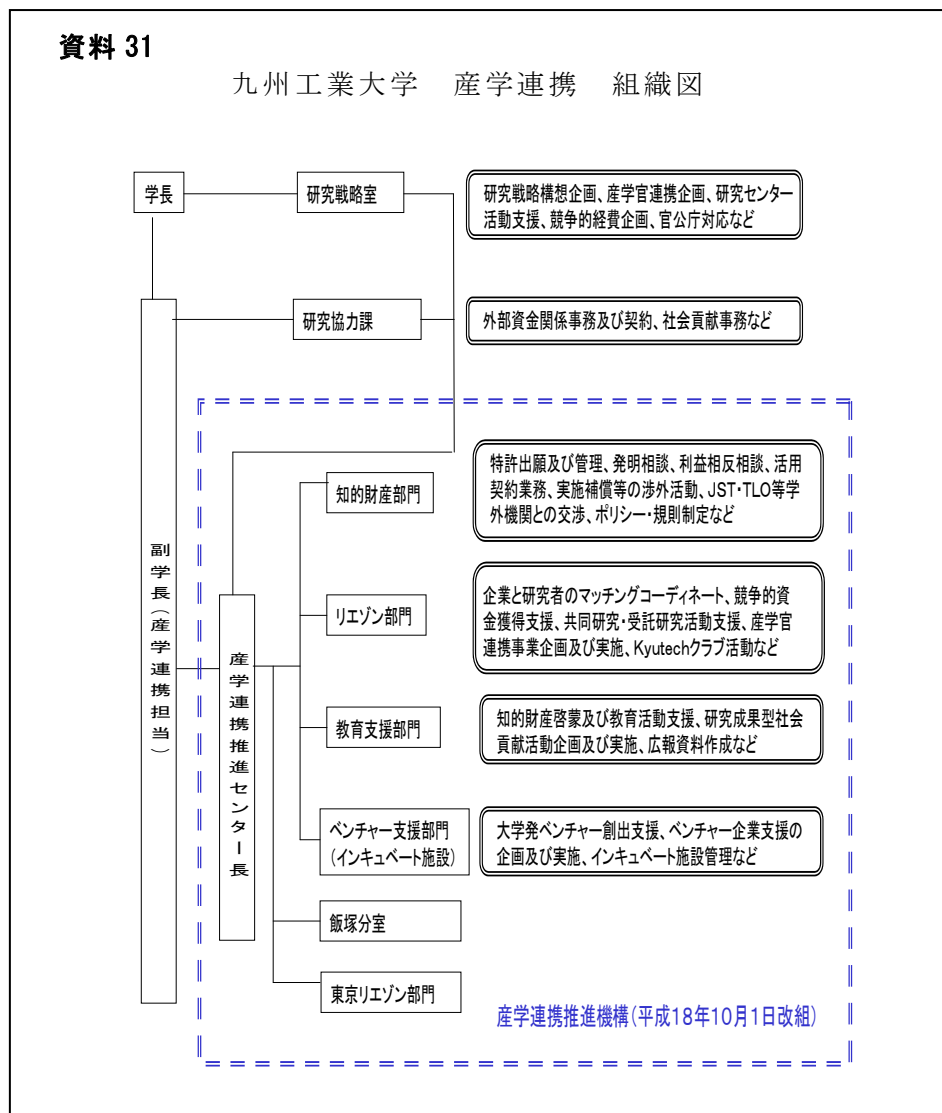 資料 31
九州工業大学　産学連携　組織図
学長
研究戦略室
研究戦略構想企画、産学官連携企画、研究センター
活動支援、競争的経費企画、官公庁対応など
研究協力課
外部資金関係事務及び契約、社会貢献事務など
副学長（産学連携担当）
産学連携推進センター長
知的財産部門
特許出願及び管理、発明相談、利益相反相談、活用
契約業務、実施補償等の渉外活動、JST・TLO等学
外機関との交渉、ポリシー・規則制定など
リエゾン部門
企業と研究者のマッチングコーディネート、競争的資
金獲得支援、共同研究・受託研究活動支援、産学官
連携事業企画及び実施、Kyutechクラブ活動など
教育支援部門
知的財産啓蒙及び教育活動支援、研究成果型社会
貢献活動企画及び実施、広報資料作成など
ベンチャー支援部門
（インキュベート施設）
大学発ベンチャー創出支援、ベンチャー企業支援の
企画及び実施、インキュベート施設管理など
飯塚分室
東京リエゾン部門
産学連携推進機構（平成18年10月1日改組）